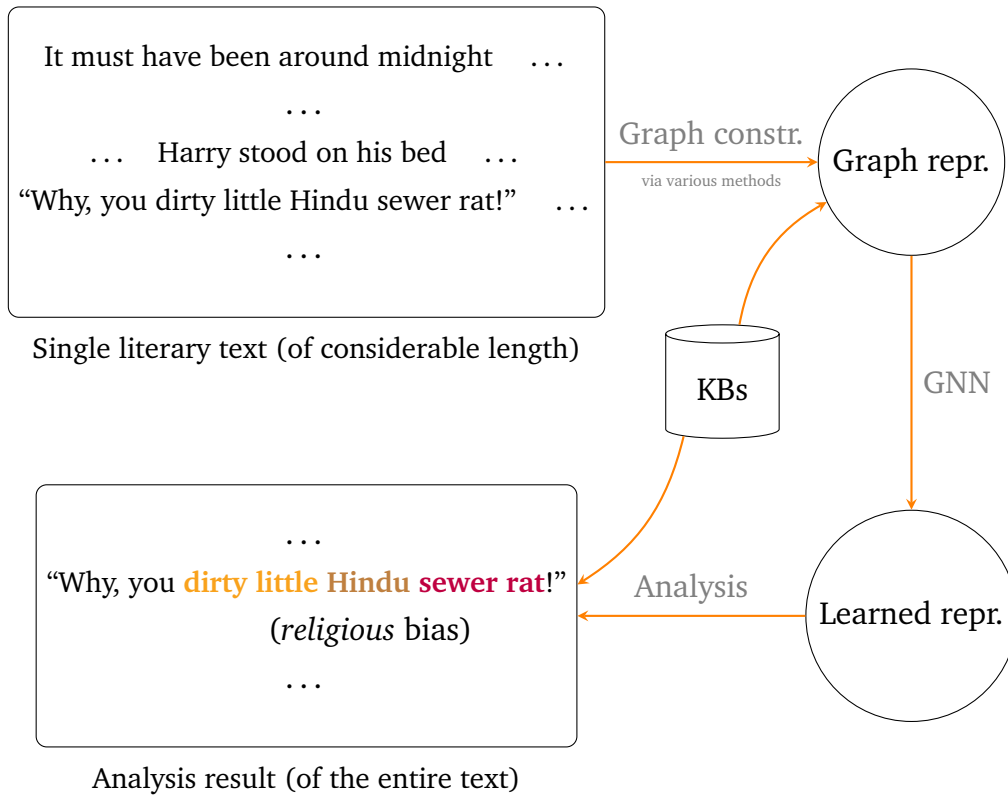 It must have been around midnight ...
...
... Harry stood on his bed ...
“Why, you dirty little Hindu sewer rat!” ...
...
Single literary text (of considerable length)
Graph constr.
via various methods
Graph repr.
KBs
GNN
Learned repr.
Analysis
...
“Why, you dirty little Hindu sewer rat!”
(religious bias)
...
Analysis result (of the entire text)